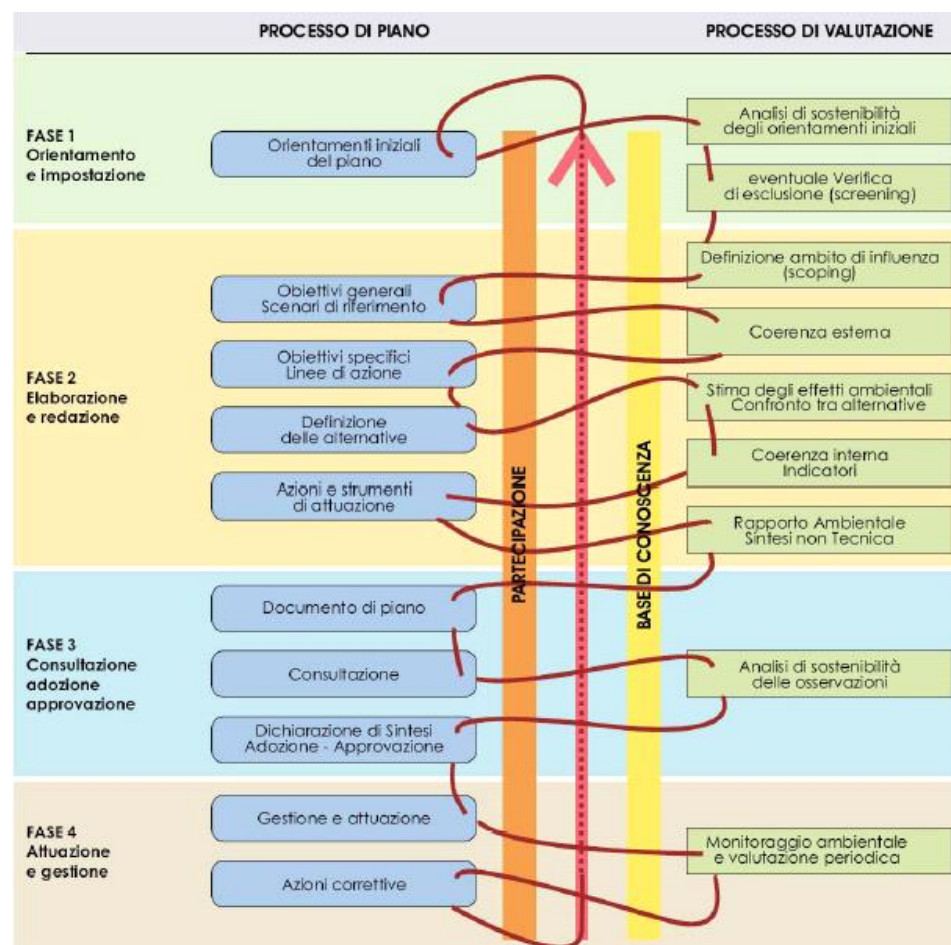 PROCESSO DI PIANO
PROCESSO DI VALUTAZIONE
FASE 1
Orientamento
e impostazione
Orientamenti iniziali
del piano
Analisi di sostenibilità
degli orientamenti iniziali
eventuale Verifica
di esclusione (screening)
FASE 2
Elaborazione
e redazione
Obiettivi generali
Scenari di riferimento
Obiettivi specifici
Linee di azione
Definizione
delle alternative
Azioni e strumenti
di attuazione
Definizione ambito di influenza
(scoping)
Coerenza esterna
Stima degli effetti ambientali
Confronto tra alternative
Coerenza interna
Indicatori
Rapporto Ambientale
Sintesi non Tecnica
PARTECIPAZIONE
BASE DI CONOSCENZA
FASE 3
Consultazione
adozione
approvazione
Documento di piano
Consultazione
Dichiarazione di Sintesi
Adozione - Approvazione
Analisi di sostenibilità
delle osservazioni
FASE 4
Attuazione
e gestione
Gestione e attuazione
Azioni correttive
Monitoraggio ambientale
e valutazione periodica